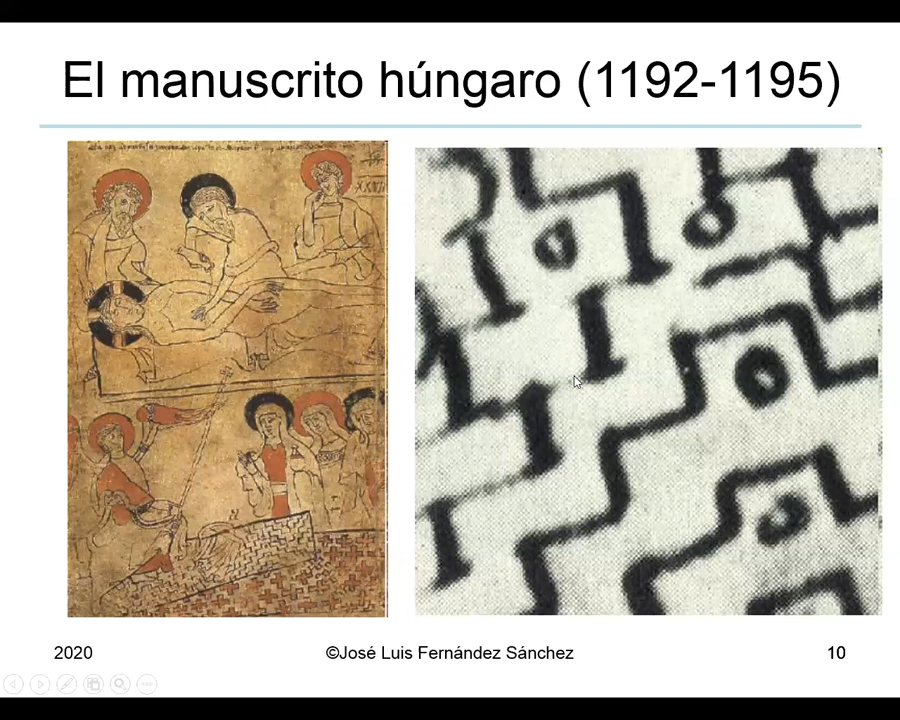 El manuscrito húngaro (1192-1195)
2020
©José Luis Fernández Sánchez
10